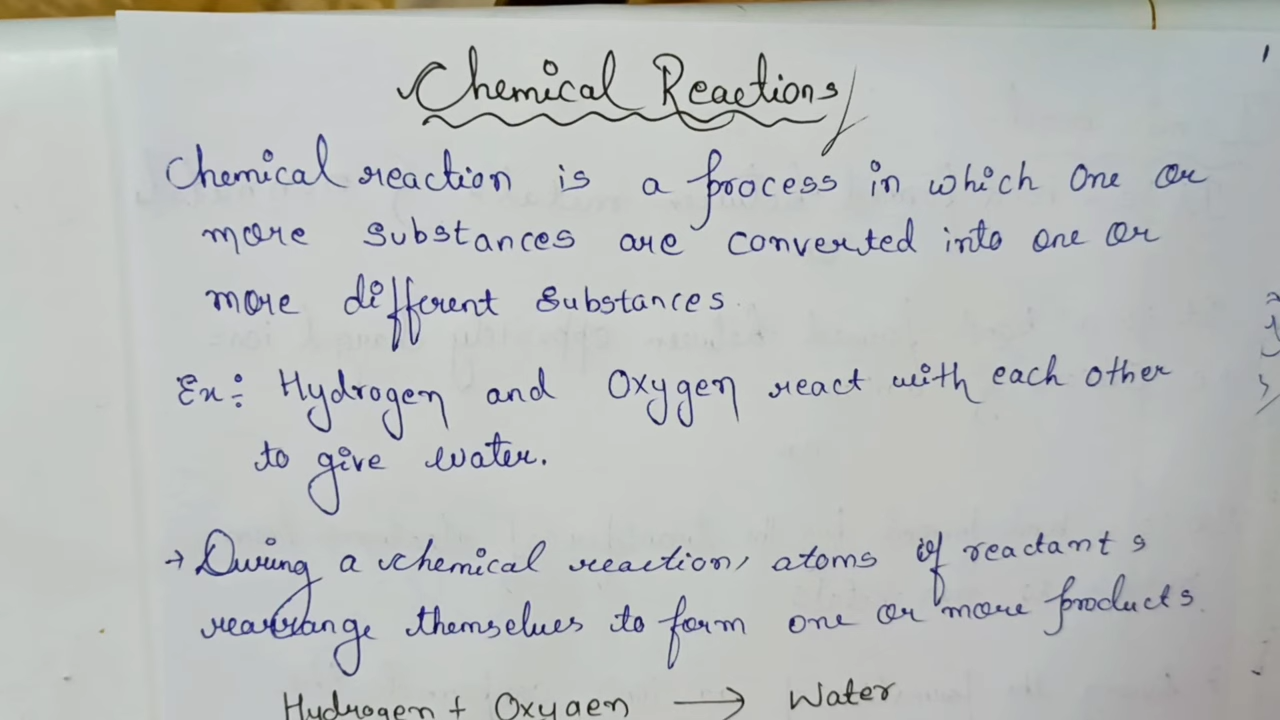 Chemical Reactions
Chemical reaction is a process in which one or
more substances are converted into one or
more different substances.
Ex:- Hydrogen and Oxygen react with each other
to give water.
→ During a chemical reaction, atoms of reactants
rearrange themselves to form one or more products.
Hydrogen + Oxygen → Water